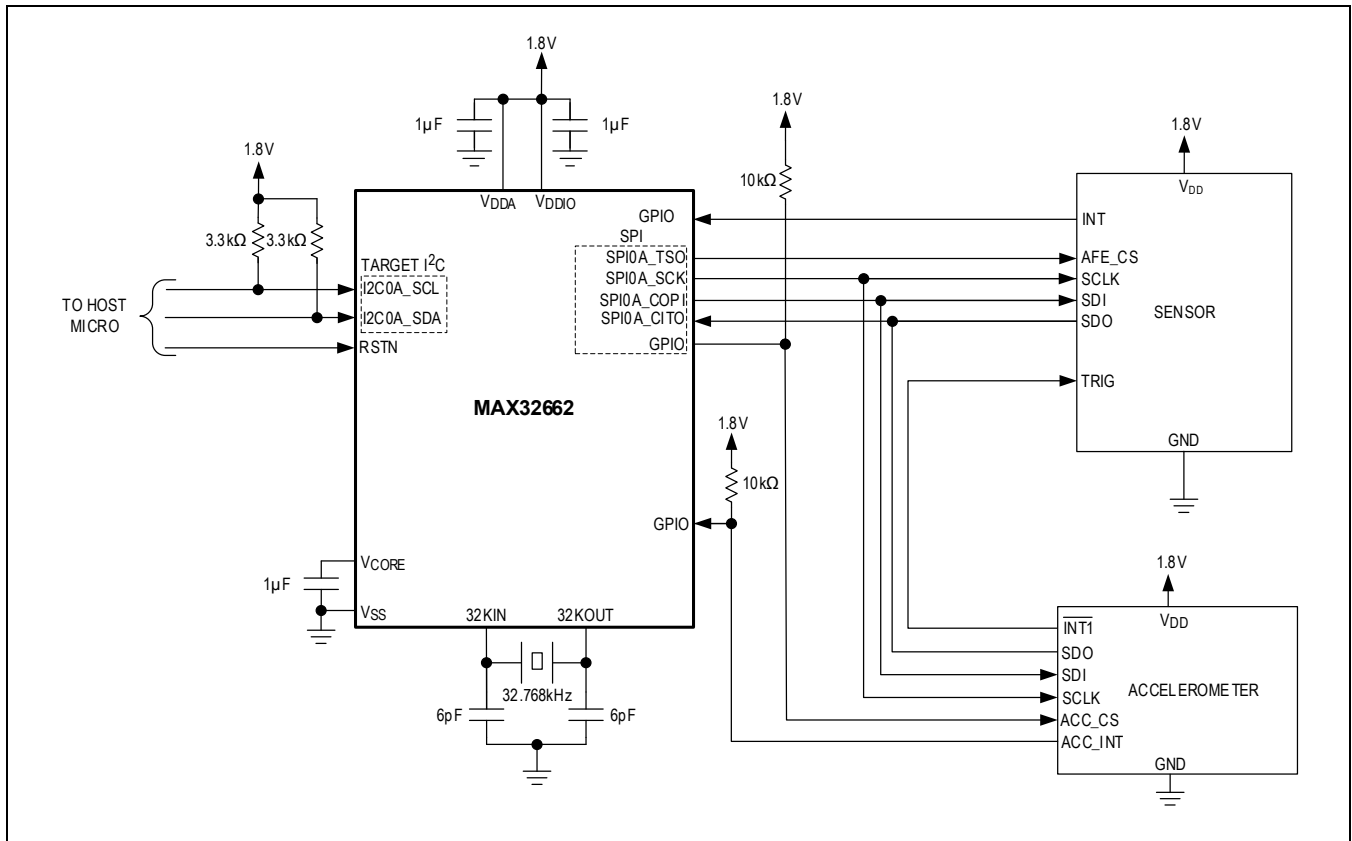 1.8V
1µF
1µF
1.8V
1.8V
1.8V
3.3kΩ
3.3kΩ
10kΩ
VDDA
VDDIO
VDD
GPIO
INT
SPI
TARGET I²C
SPI0A_TSO
AFE_CS
SPI0A_SCK
SCLK
I2C0A_SCL
SPI0A_COPI
SDI
TO HOST
MICRO
I2C0A_SDA
SPI0A_CITO
SDO
SENSOR
RSTN
GPIO
TRIG
MAX32662
1.8V
GND
10kΩ
GPIO
VCORE
1µF
VSS
1.8V
32KIN
32KOUT
VDD
INT1
SDO
SDI
32.768kHz
SCLK
ACCELEROMETER
6pF
6pF
ACC_CS
ACC_INT
GND